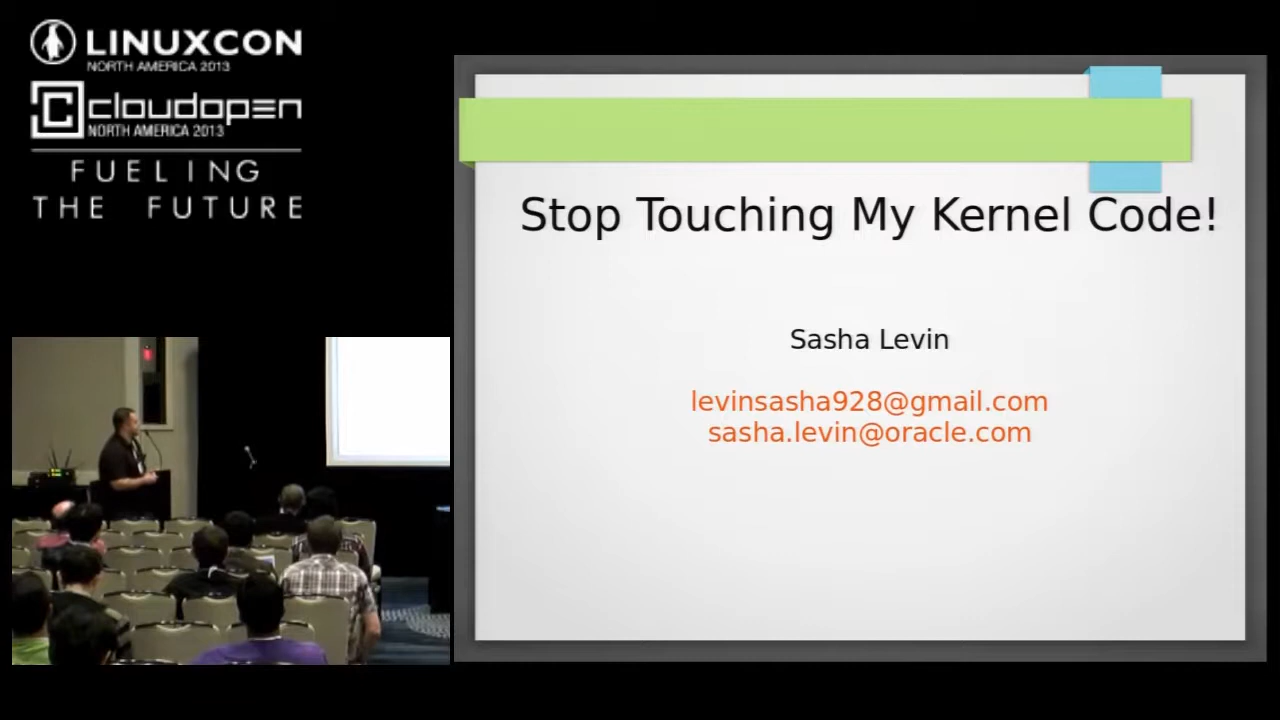 LINUXCON
NORTH AMERICA 2013
cloudopen
NORTH AMERICA 2013
FUELING
THE FUTURE
Stop Touching My Kernel Code!
Sasha Levin
levinsasha928@gmail.com
sasha.levin@oracle.com